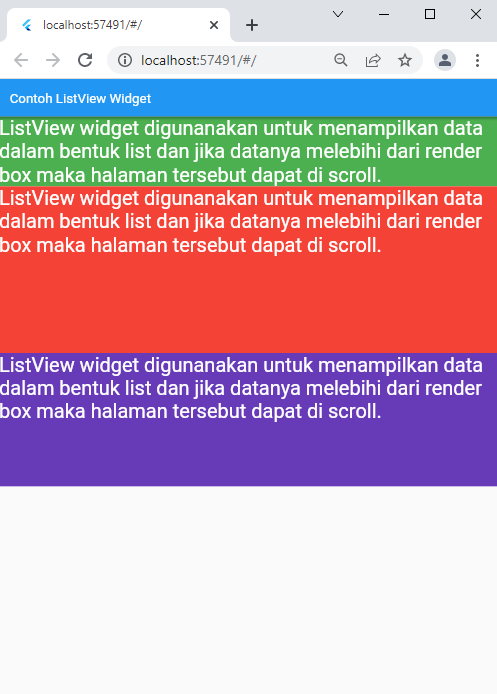 localhost:57491/#/
localhost:57491/#/
Contoh ListView Widget
ListView widget digunanakan untuk menampilkan data
dalam bentuk list dan jika datanya melebihi dari render
box maka halaman tersebut dapat di scroll.
ListView widget digunanakan untuk menampilkan data
dalam bentuk list dan jika datanya melebihi dari render
box maka halaman tersebut dapat di scroll.
ListView widget digunanakan untuk menampilkan data
dalam bentuk list dan jika datanya melebihi dari render
box maka halaman tersebut dapat di scroll.